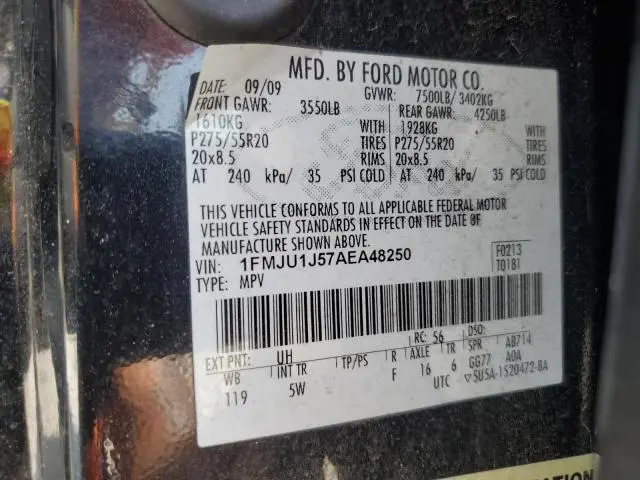 MFD. BY FORD MOTOR CO.
DATE: 09/09 GVWR: 7500LB/ 3402KG
FRONT GAWR: 3550LB REAR GAWR: 4250LB
1610KG WITH 1928KG WITH
P275/55R20 TIRES P275/55R20 TIRES
20x8.5 RIMS 20x8.5 RIMS
AT 240 kPa/ 35 PSI COLD AT 240 kPa/ 35 PSI COLD
THIS VEHICLE CONFORMS TO ALL APPLICABLE FEDERAL MOTOR
VEHICLE SAFETY STANDARDS IN EFFECT ON THE DATE OF
MANUFACTURE SHOWN ABOVE.
VIN: 1FMJU1J57AEA48250 F0213
TYPE: MPV T0181
EXT PNT: UH RC: 56 DSO:
WB INT TR TP/PS R AXLE TR SPR AB714
119 5W F 16 6 GG77 A0A
UTC ▽SU5A-1520472-BA